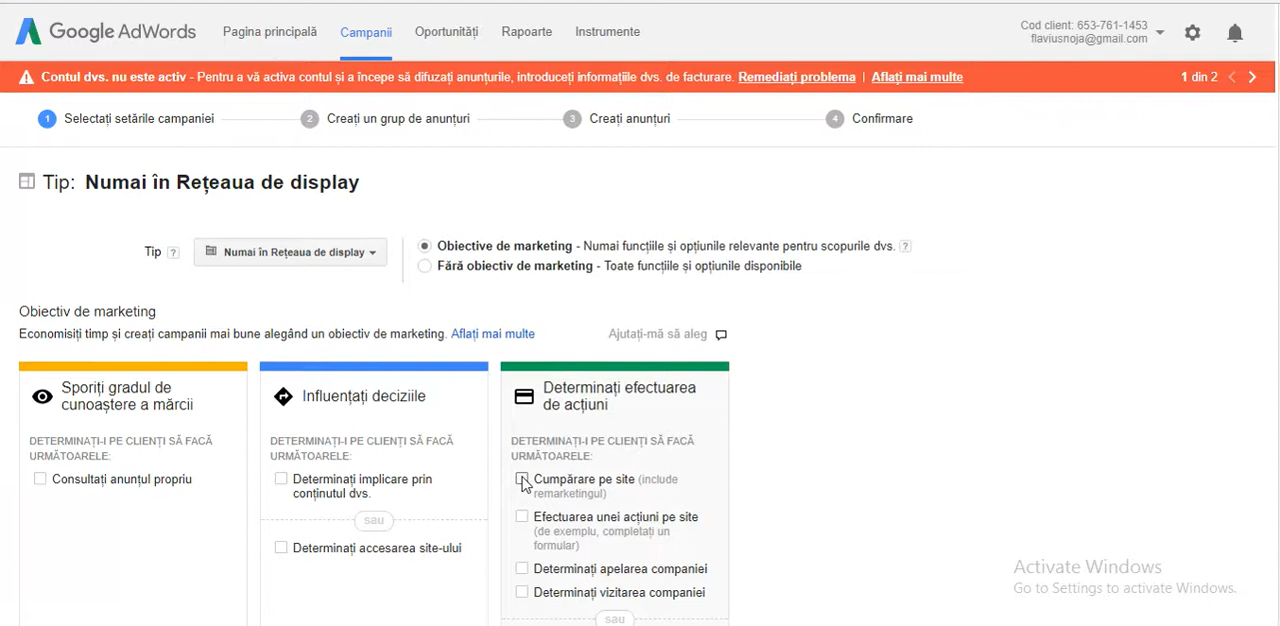 Google AdWords Pagina principală Campanii Oportunități Rapoarte Instrumente
Cod client: 653-761-1453
flaviusnoja@gmail.com
Contul dvs. nu este activ - Pentru a vă activa contul și a începe să difuzați anunțurile, introduceți informațiile dvs. de facturare. Remediați problema | Aflați mai multe 1 din 2
1 Selectați setările campaniei 2 Creați un grup de anunțuri 3 Creați anunțuri 4 Confirmare
Tip: Numai în Rețeaua de display
Tip ? Numai în Rețeaua de display
Obiective de marketing - Numai funcțiile și opțiunile relevante pentru scopurile dvs. ?
Fără obiectiv de marketing - Toate funcțiile și opțiunile disponibile
Obiectiv de marketing
Economisiți timp și creați campanii mai bune alegând un obiectiv de marketing. Aflați mai multe Ajutați-mă să aleg
Sporiți gradul de
cunoaștere a mărcii
DETERMINAȚI-I PE CLIENȚI SĂ FACĂ
URMĂTOARELE:
Consultați anunțul propriu
Influențați deciziile
DETERMINAȚI-I PE CLIENȚI SĂ FACĂ
URMĂTOARELE:
Determinați implicare prin
conținutul dvs.
sau
Determinați accesarea site-ului
Determinați efectuarea
de acțiuni
DETERMINAȚI-I PE CLIENȚI SĂ FACĂ
URMĂTOARELE:
Cumpărare pe site (include
remarketingul)
Efectuarea unei acțiuni pe site
(de exemplu, completați un
formular)
Determinați apelarea companiei
Determinați vizitarea companiei
sau
Activate Windows
Go to Settings to activate Windows.